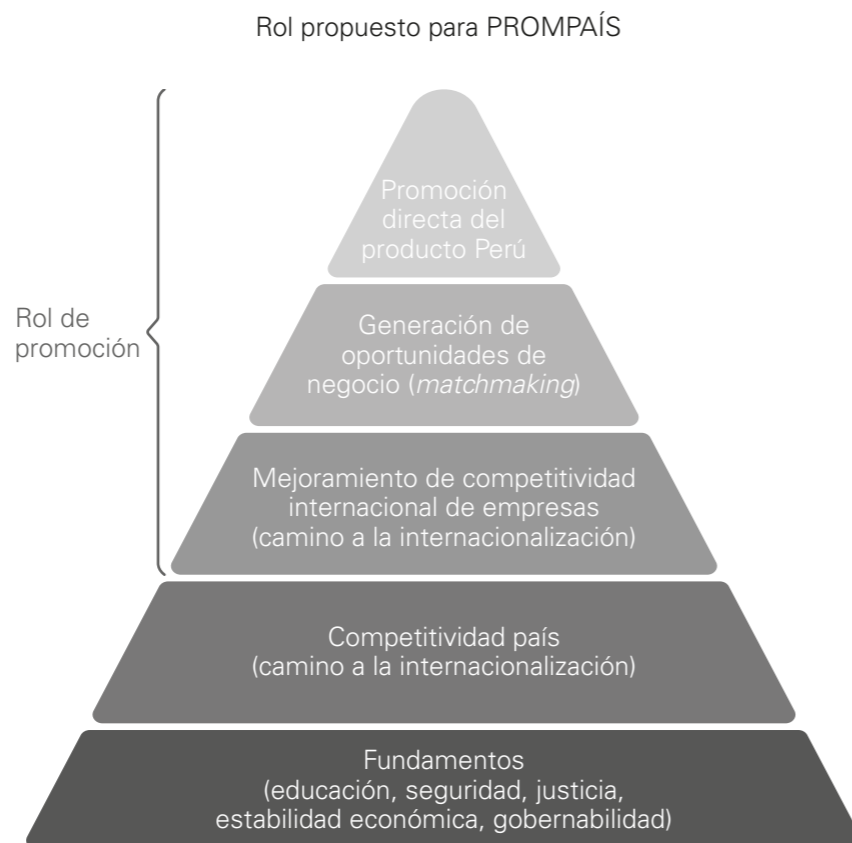 Rol propuesto para PROMPAÍS
Promoción
directa del
producto Perú
Rol de
promoción
Generación de
oportunidades de
negocio (matchmaking)
Mejoramiento de competitividad
internacional de empresas
(camino a la internacionalización)
Competitividad país
(camino a la internacionalización)
Fundamentos
(educación, seguridad, justicia,
estabilidad económica, gobernabilidad)